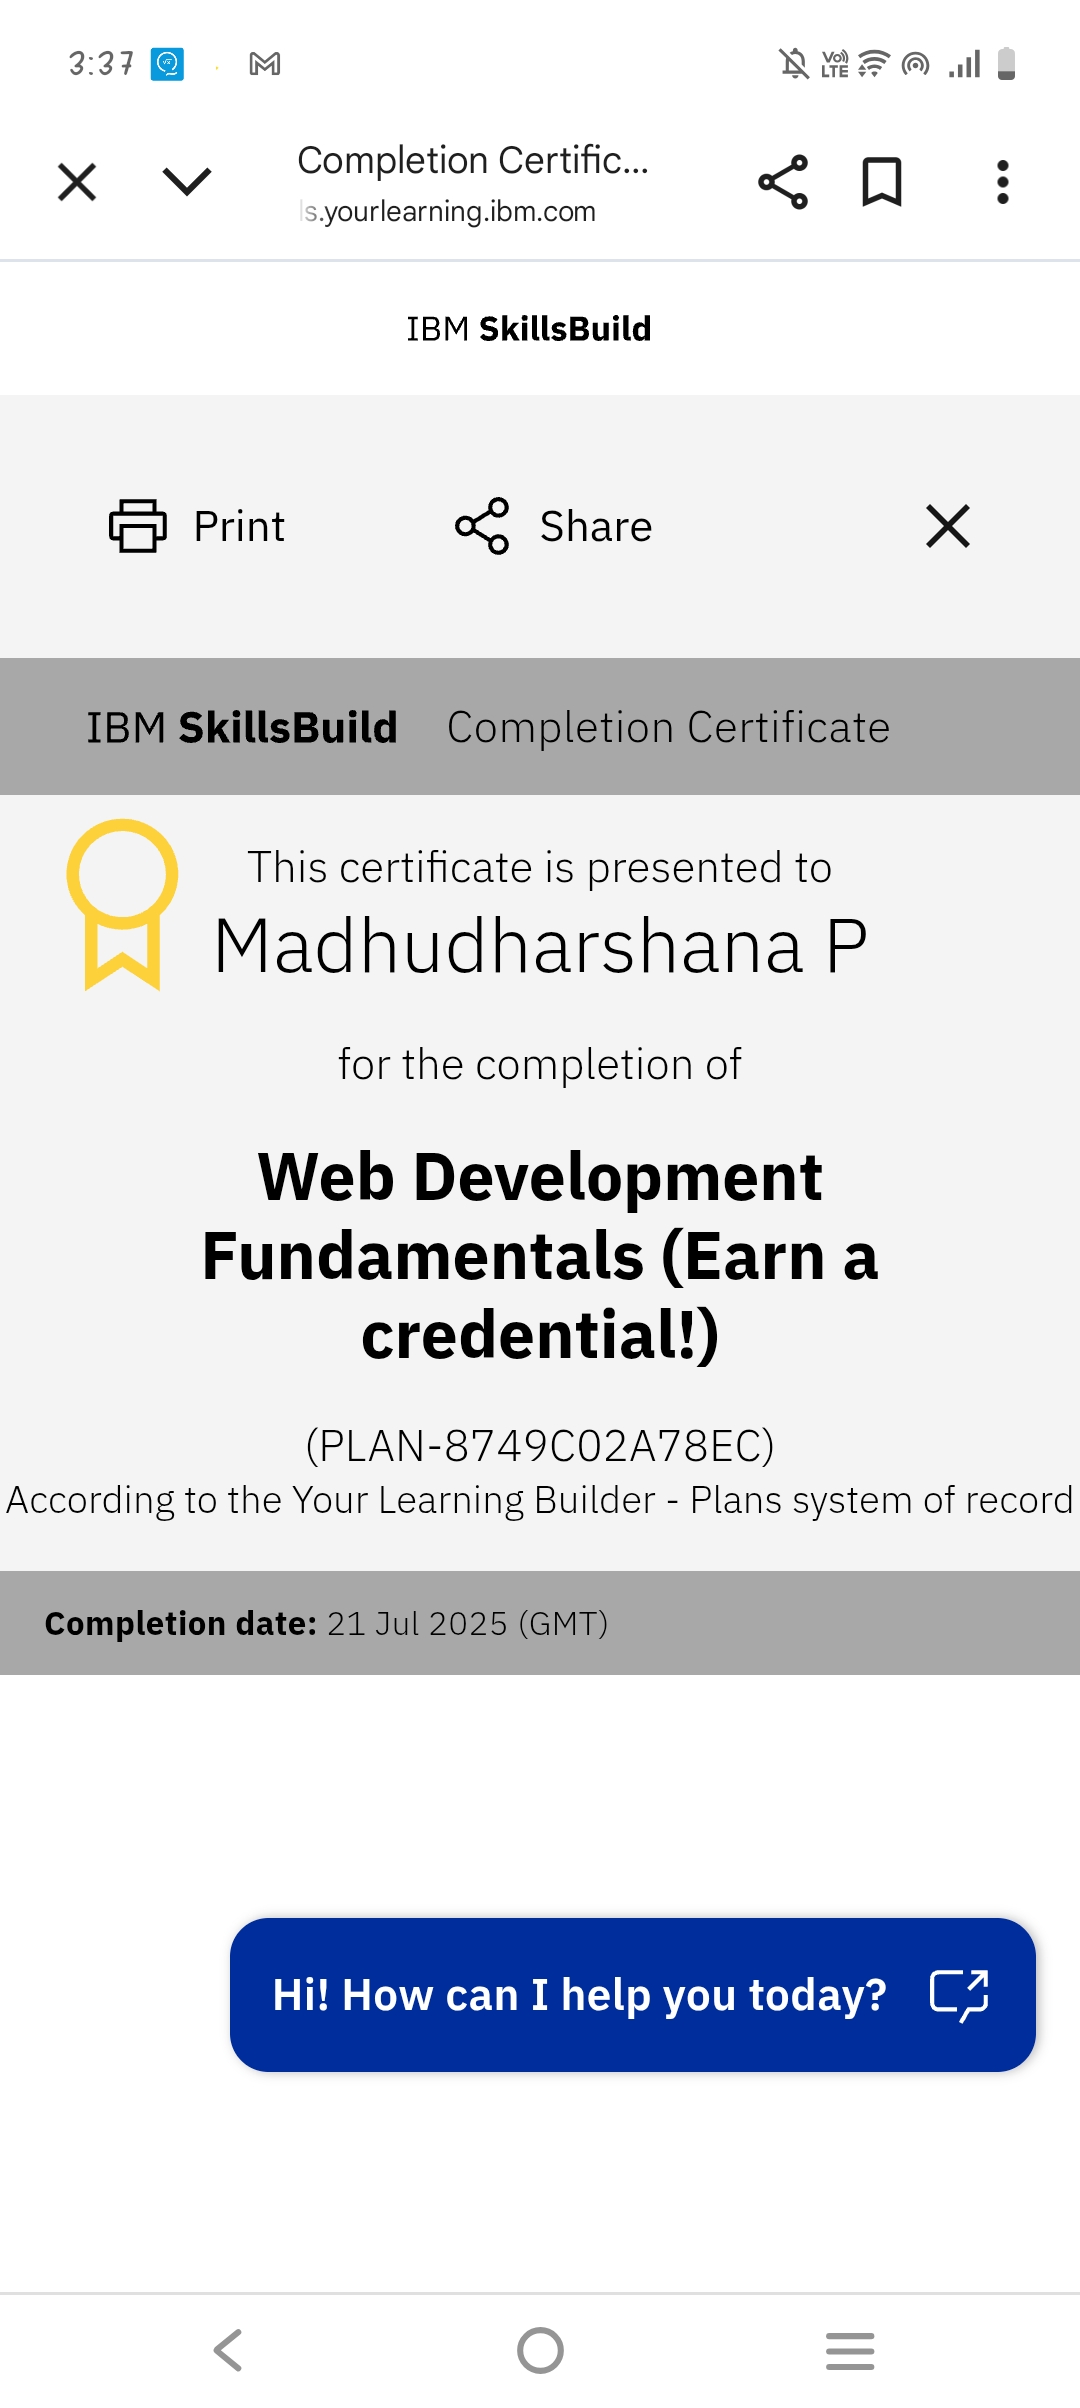 3:37
VoLTE
Completion Certific...
s.yourlearning.ibm.com
IBM SkillsBuild
Print
Share
IBM SkillsBuild Completion Certificate
This certificate is presented to
Madhudharshana P
for the completion of
Web Development
Fundamentals (Earn a
credential!)
(PLAN-8749C02A78EC)
According to the Your Learning Builder - Plans system of record
Completion date: 21 Jul 2025 (GMT)
Hi! How can I help you today?